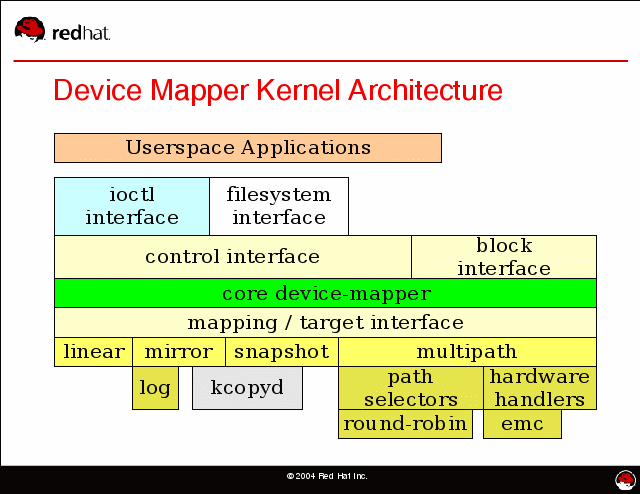 redhat.
Device Mapper Kernel Architecture
Userspace Applications
ioctl
interface
filesystem
interface
control interface
block
interface
core device-mapper
mapping / target interface
linear
mirror
snapshot
multipath
log
kcopyd
path
selectors
hardware
handlers
round-robin
emc
© 2004 Red Hat Inc.